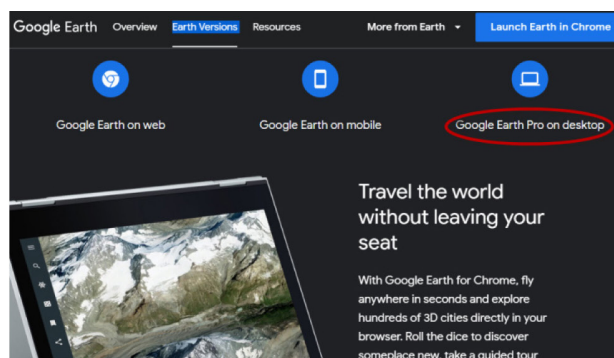 Google Earth Overview Earth Versions Resources More from Earth Launch Earth in Chrome
Google Earth on web Google Earth on mobile Google Earth Pro on desktop
Travel the world
without leaving your
seat
With Google Earth for Chrome, fly
anywhere in seconds and explore
hundreds of 3D cities directly in your
browser. Roll the dice to discover
someplace new, take a guided tour